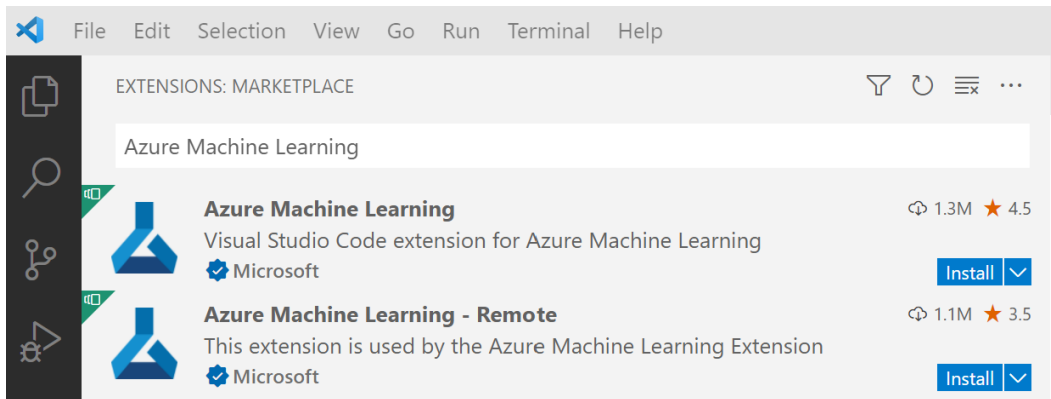 File Edit Selection View Go Run Terminal Help
EXTENSIONS: MARKETPLACE
Azure Machine Learning
Azure Machine Learning 1.3M 4.5
Visual Studio Code extension for Azure Machine Learning
Microsoft Install
Azure Machine Learning - Remote 1.1M 3.5
This extension is used by the Azure Machine Learning Extension
Microsoft Install